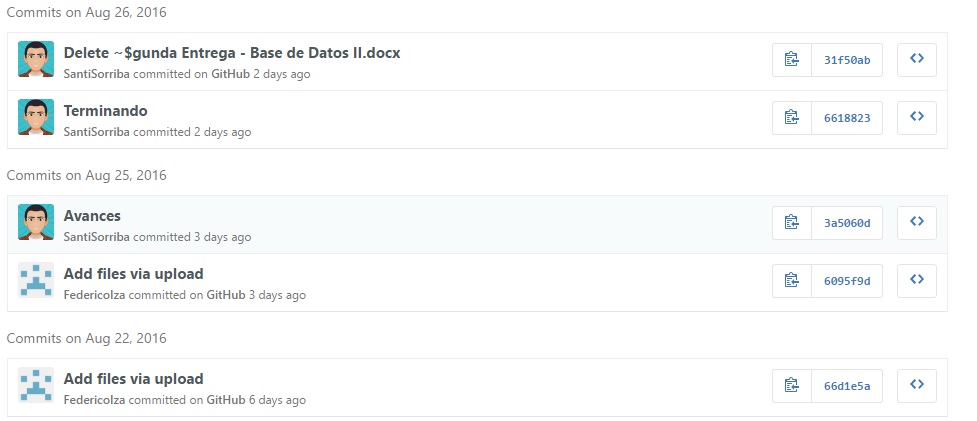 Commits on Aug 26, 2016
Delete ~$gunda Entrega - Base de Datos II.docx
31f50ab
SantiSorriba committed on GitHub 2 days ago
Terminando
6618823
SantiSorriba committed 2 days ago
Commits on Aug 25, 2016
Avances
3a5060d
SantiSorriba committed 3 days ago
Add files via upload
6095f9d
FedericoIza committed on GitHub 3 days ago
Commits on Aug 22, 2016
Add files via upload
66d1e5a
FedericoIza committed on GitHub 6 days ago